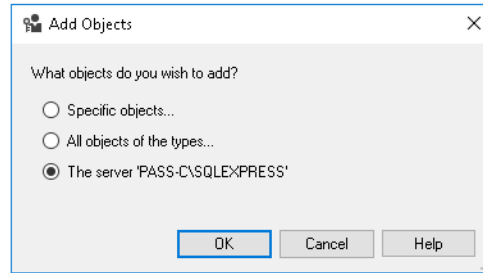 Add Objects
What objects do you wish to add?
Specific objects...
All objects of the types...
The server 'PASS-C\SQLEXPRESS'
OK Cancel Help